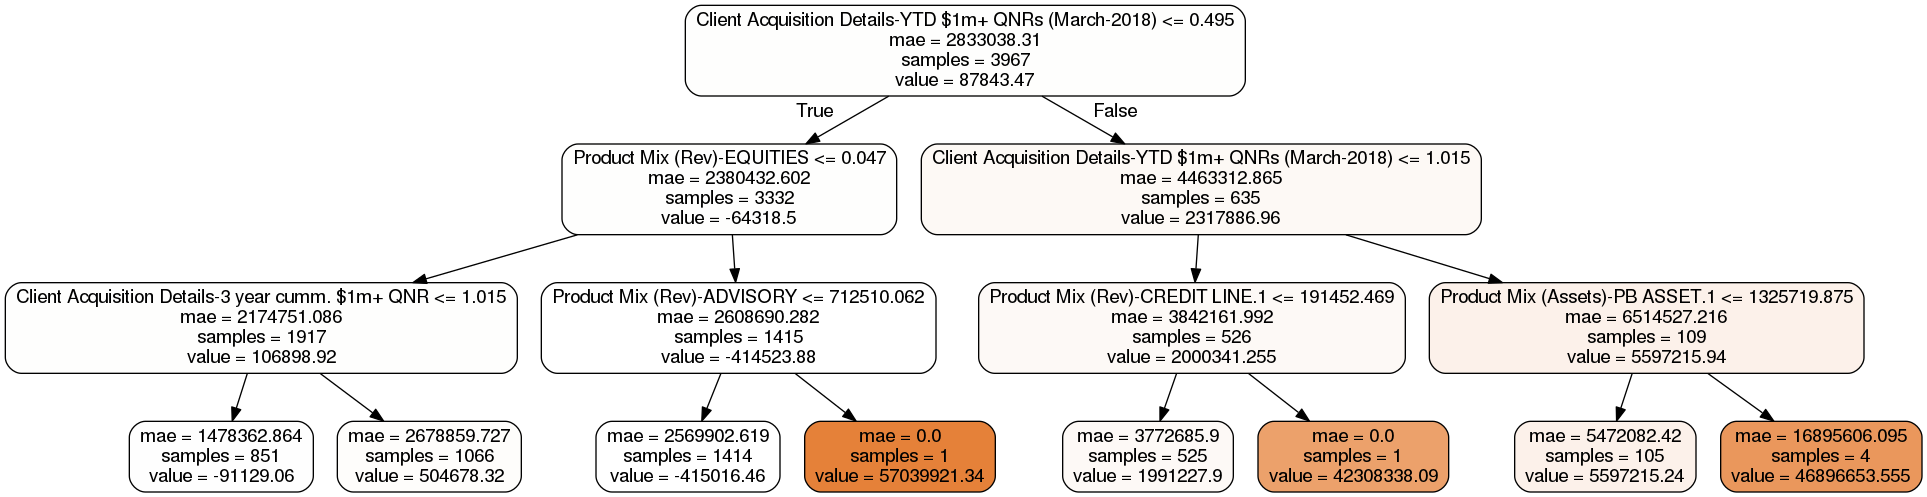 Client Acquisition Details-YTD $1m+ QNRs (March-2018) <= 0.495
mae = 2833038.31
samples = 3967
value = 87843.47
True
False
Product Mix (Rev)-EQUITIES <= 0.047
mae = 2380432.602
samples = 3332
value = -64318.5
Client Acquisition Details-YTD $1m+ QNRs (March-2018) <= 1.015
mae = 4463312.865
samples = 635
value = 2317886.96
Client Acquisition Details-3 year cumm. $1m+ QNR <= 1.015
mae = 2174751.086
samples = 1917
value = 106898.92
Product Mix (Rev)-ADVISORY <= 712510.062
mae = 2608690.282
samples = 1415
value = -414523.88
Product Mix (Rev)-CREDIT LINE.1 <= 191452.469
mae = 3842161.992
samples = 526
value = 2000341.255
Product Mix (Assets)-PB ASSET.1 <= 1325719.875
mae = 6514527.216
samples = 109
value = 5597215.94
mae = 1478362.864
samples = 851
value = -91129.06
mae = 2678859.727
samples = 1066
value = 504678.32
mae = 2569902.619
samples = 1414
value = -415016.46
mae = 0.0
samples = 1
value = 57039921.34
mae = 3772685.9
samples = 525
value = 1991227.9
mae = 0.0
samples = 1
value = 42308338.09
mae = 5472082.42
samples = 105
value = 5597215.24
mae = 16895606.095
samples = 4
value = 46896653.555